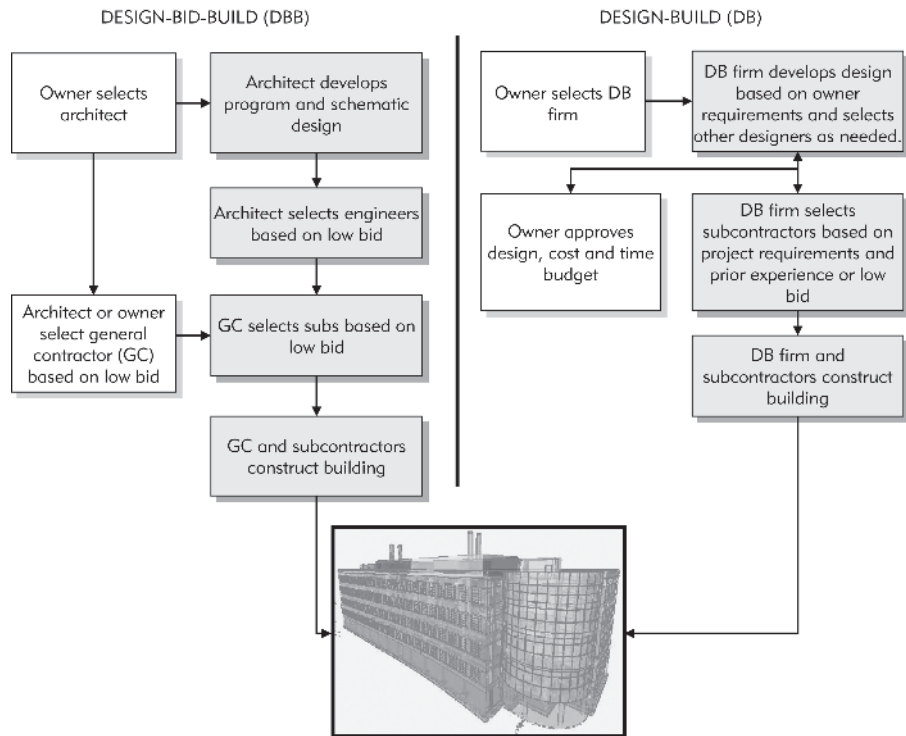 DESIGN-BID-BUILD (DBB)
Owner selects
architect
Architect develops
program and schematic
design
Architect selects engineers
based on low bid
Architect or owner
select general
contractor (GC)
based on low bid
GC selects subs based on
low bid
GC and subcontractors
construct building
DESIGN-BUILD (DB)
Owner selects DB
firm
DB firm develops design
based on owner
requirements and selects
other designers as needed.
Owner approves
design, cost and time
budget
DB firm selects
subcontractors based on
project requirements and
prior experience or low
bid
DB firm and
subcontractors construct
building